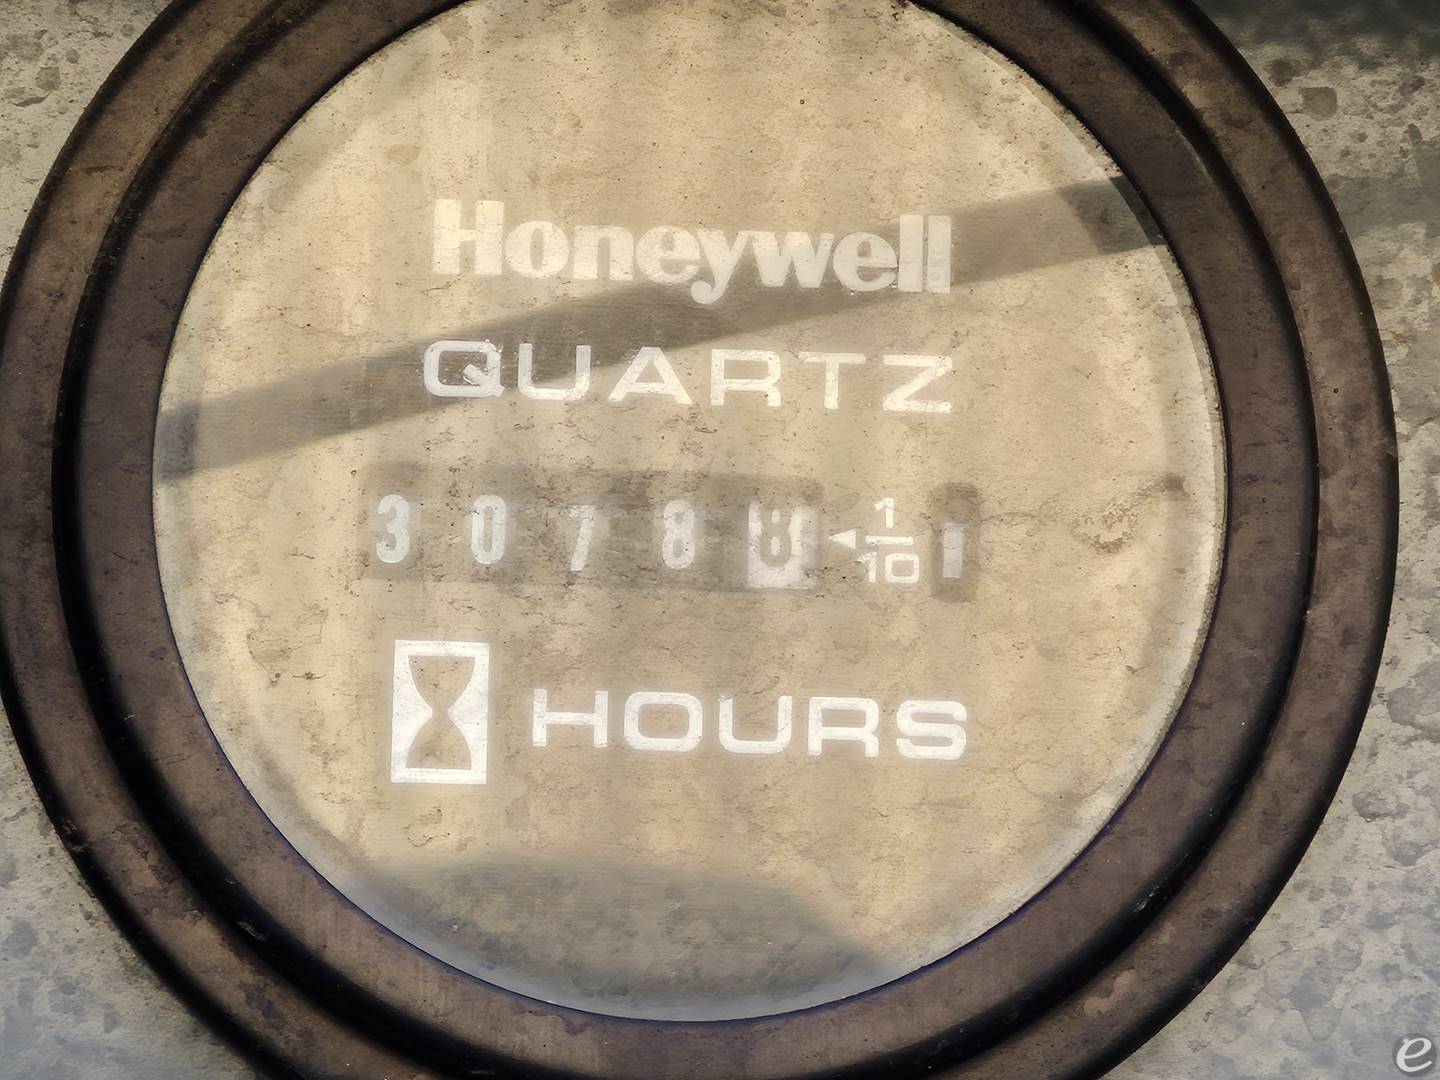 Honeywell
QUARTZ
3 0 7 8 8 ◄ 1/10
HOURS
e